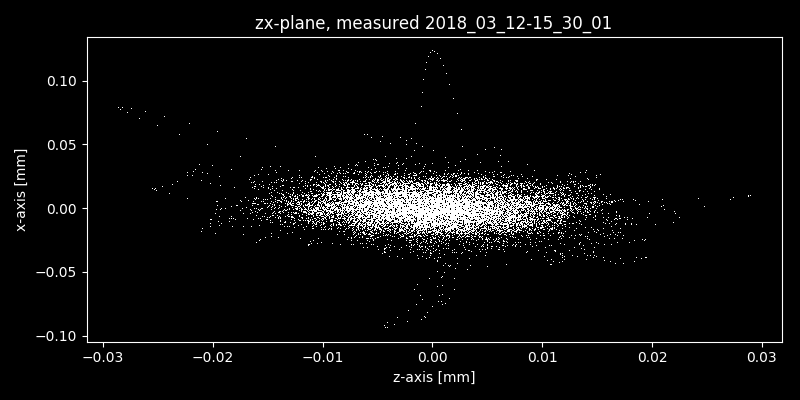 zx-plane, measured 2018_03_12-15_30_01
x-axis [mm]
0.10
0.05
0.00
−0.05
−0.10
−0.03 −0.02 −0.01 0.00 0.01 0.02 0.03
z-axis [mm]